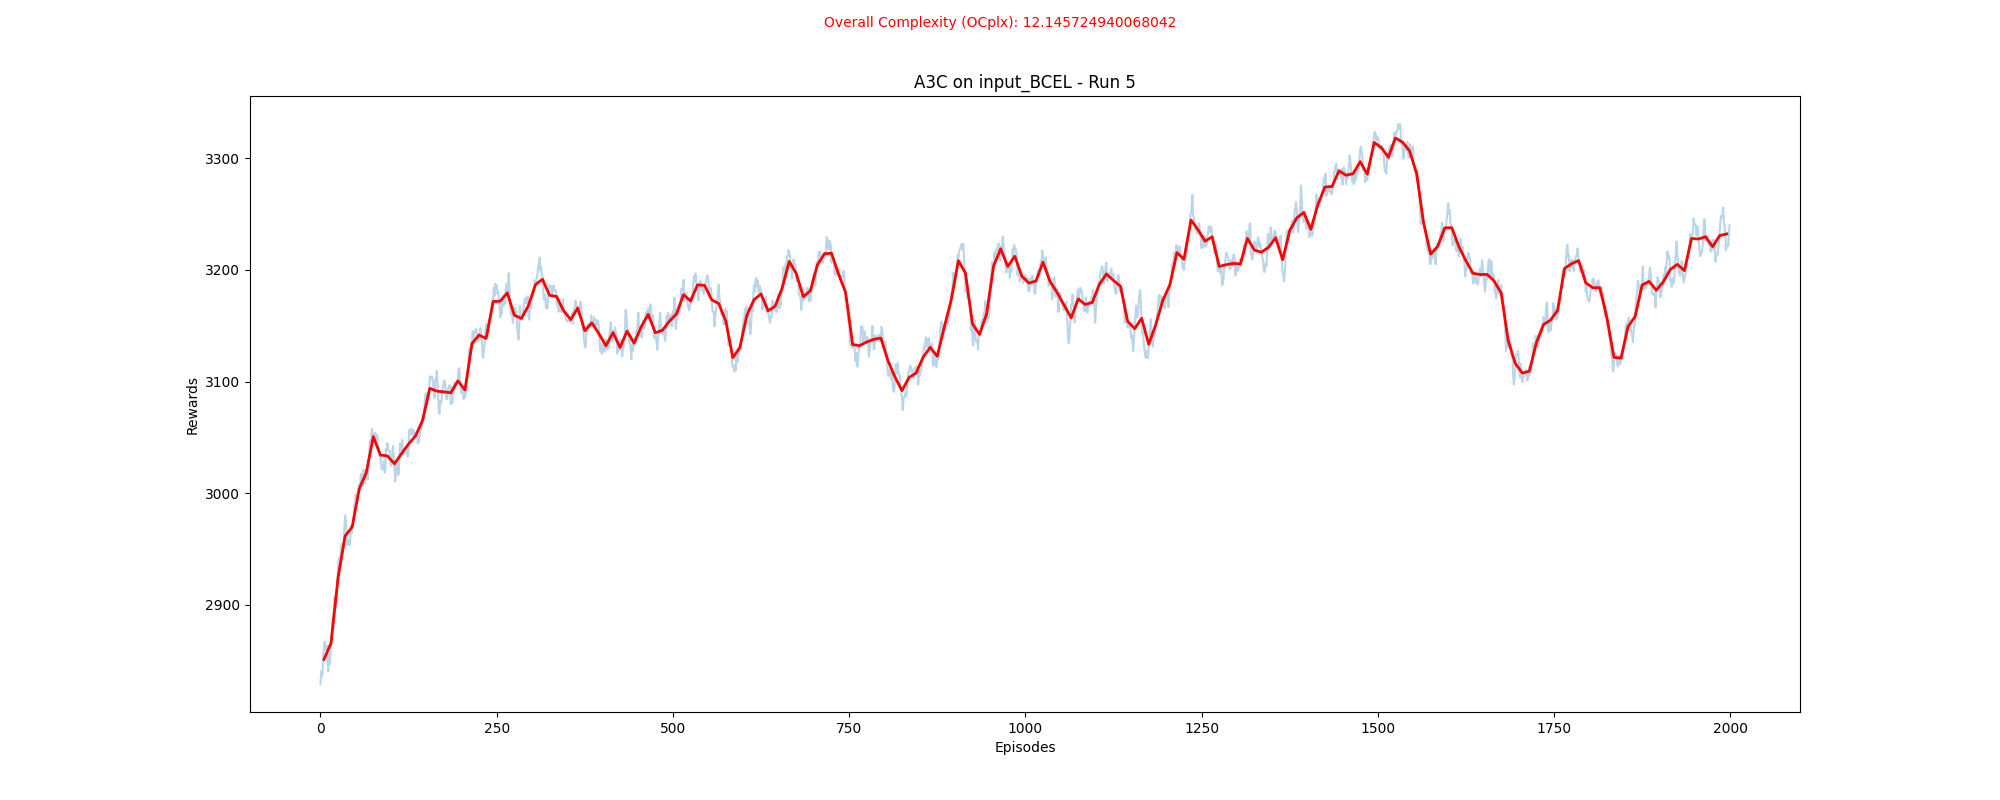 Overall Complexity (OCplx): 12.145724940068042
A3C on input_BCEL - Run 5
3300
3200
3100
3000
2900
Rewards
0 250 500 750 1000 1250 1500 1750 2000
Episodes